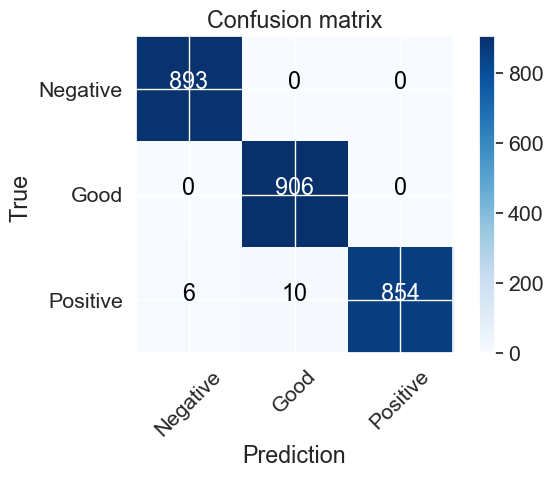 Confusion matrix
Negative 893 0 0
Good 0 906 0
Positive 6 10 854
Negative Good Positive
Prediction
True
800
600
400
200
0